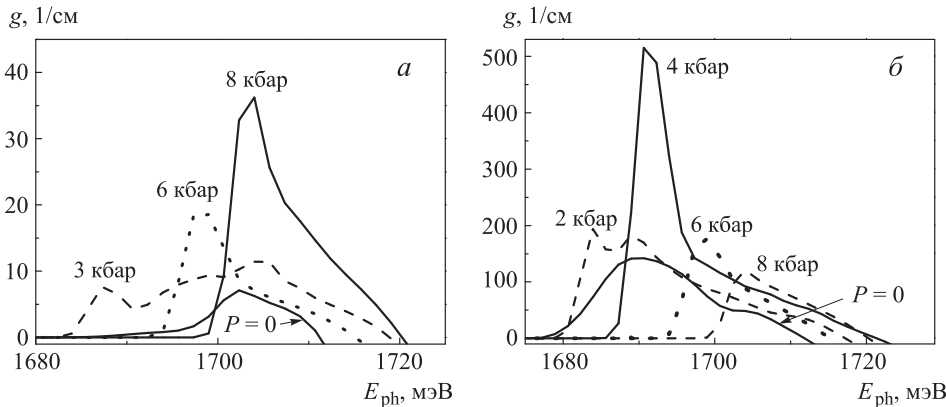 g, 1/см
а
40
30
20
10
0
8 кбар
6 кбар
3 кбар
P = 0
1680
1700
1720
E_ph, мэВ
g, 1/см
б
500
400
300
200
100
0
4 кбар
2 кбар
6 кбар
8 кбар
P = 0
1680
1700
1720
E_ph, мэВ